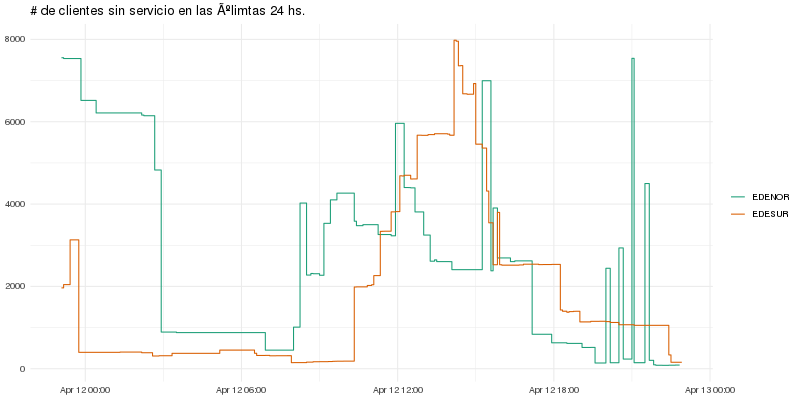 # de clientes sin servicio en las Ãºlimtas 24 hs.
8000
6000
4000
2000
0
Apr 12 00:00
Apr 12 06:00
Apr 12 12:00
Apr 12 18:00
Apr 13 00:00
EDENOR
EDESUR